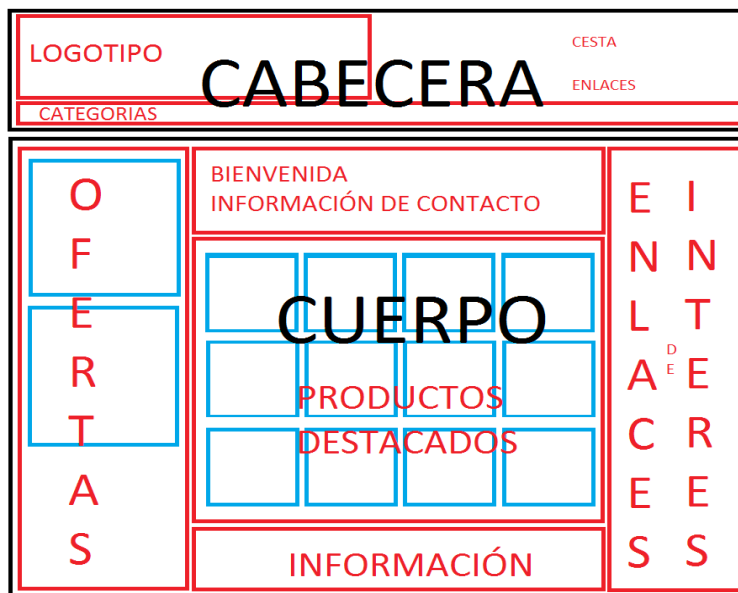 LOGOTIPO
CESTA
CABECERA
ENLACES
CATEGORIAS
OFERTAS
BIENVENIDA
INFORMACIÓN DE CONTACTO
CUERPO
PRODUCTOS
DESTACADOS
INFORMACIÓN
ENLACES
DE
INTERES